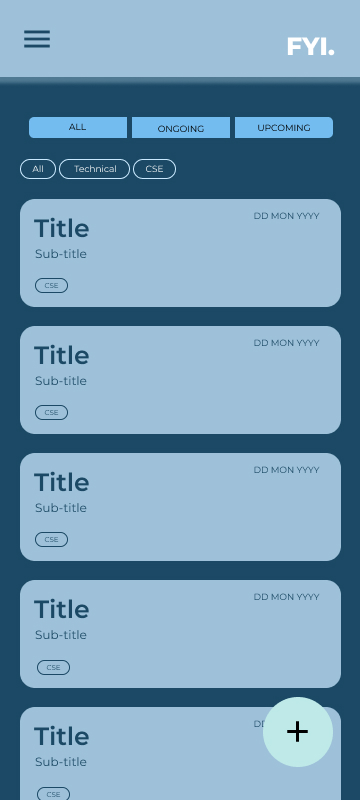 FYI.
ALL ONGOING UPCOMING
All Technical CSE
Title DD MON YYYY
Sub-title
CSE
Title DD MON YYYY
Sub-title
CSE
Title DD MON YYYY
Sub-title
CSE
Title DD MON YYYY
Sub-title
CSE
Title
Sub-title
CSE